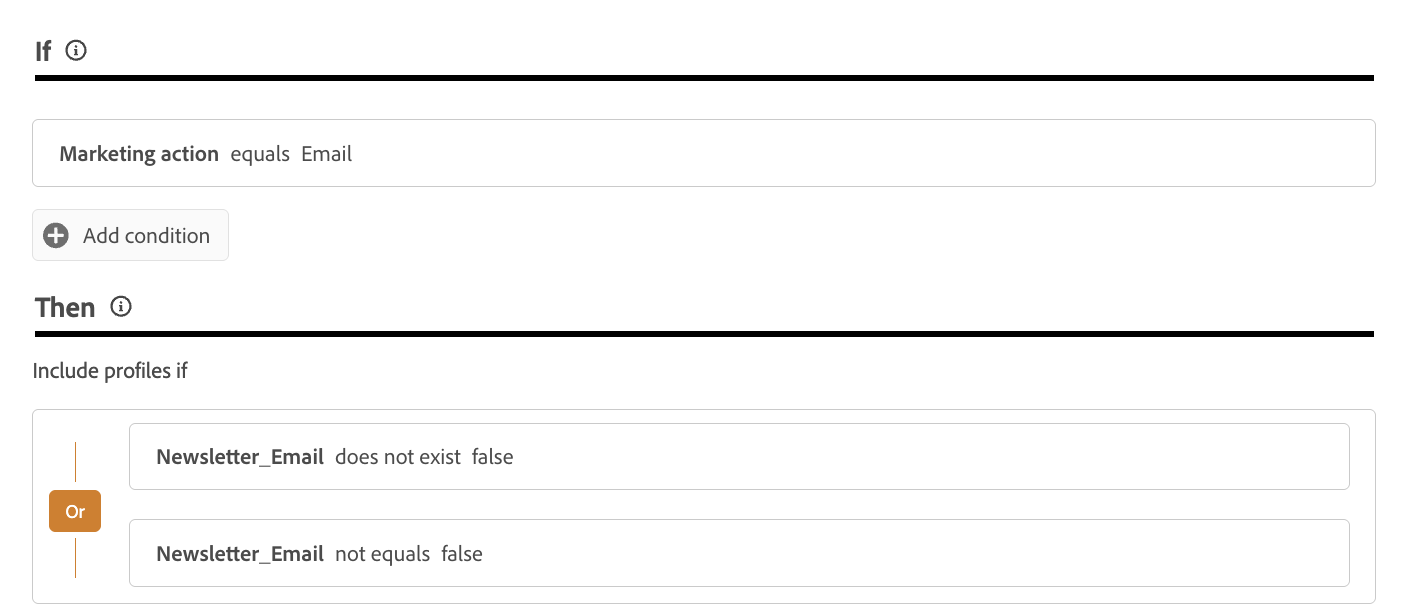 If
Marketing action equals Email
Add condition
Then
Include profiles if
Newsletter_Email does not exist false
Or
Newsletter_Email not equals false